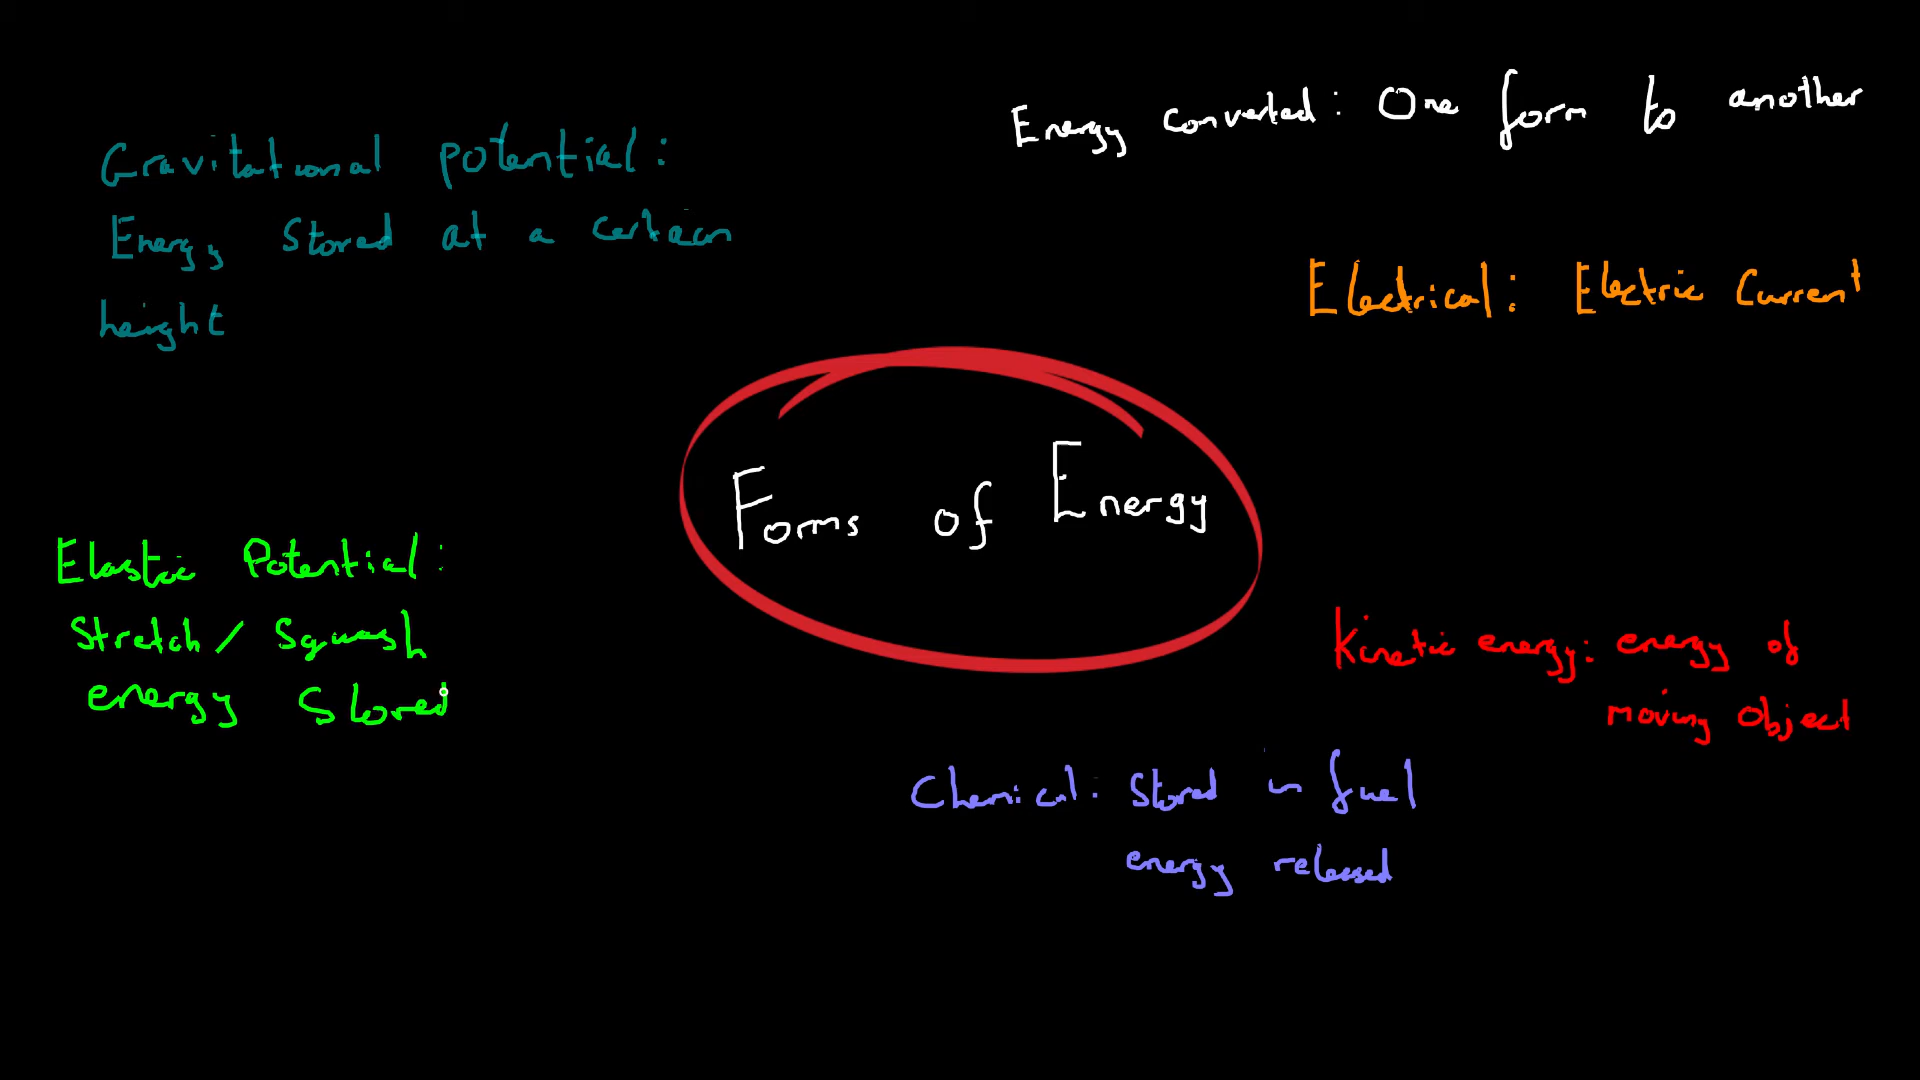 Energy converted: One form to another
Gravitational potential:
Energy Stored at a certain
height
Electrical: Electric Current
Forms of Energy
Elastic Potential:
Stretch/Squash
energy Stored
Kinetic energy: energy of
moving object
Chemical: Stored in fuel
energy released